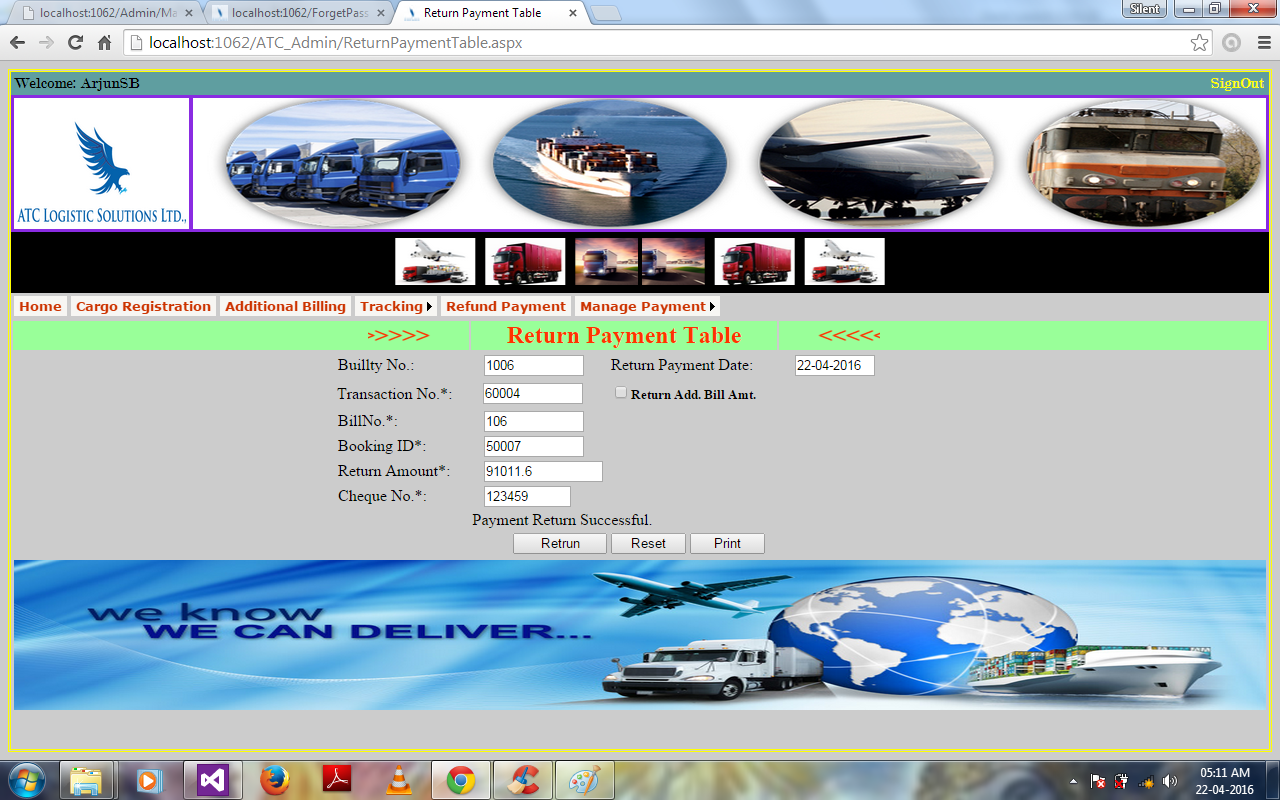 localhost:1062/Admin/Ma
localhost:1062/ForgetPass
Return Payment Table
Silent
localhost:1062/ATC_Admin/ReturnPaymentTable.aspx
Welcome: ArjunSB
SignOut
ATC LOGISTIC SOLUTIONS LTD.,
Home Cargo Registration Additional Billing Tracking Refund Payment Manage Payment
>>>>> Return Payment Table <<<<<
Builty No.: 1006 Return Payment Date: 22-04-2016
Transaction No.*: 60004 Return Add. Bill Amt.
BillNo.*: 106
Booking ID*: 50007
Return Amount*: 91011.6
Cheque No.*: 123459
Payment Return Successful.
Retrun Reset Print
we know
WE CAN DELIVER...
05:11 AM
22-04-2016